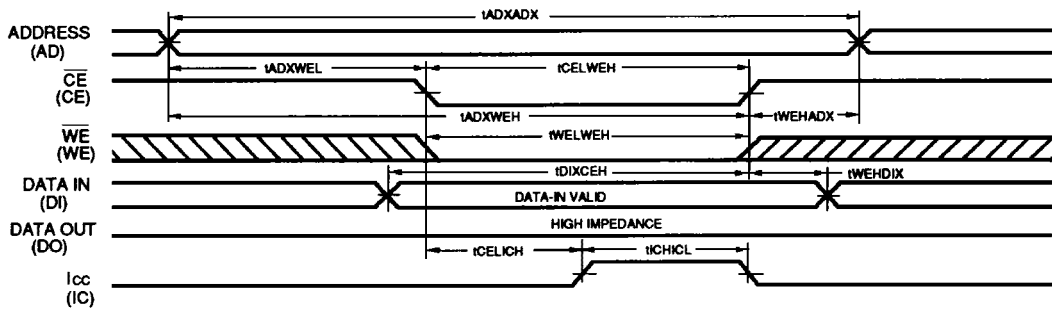 tADXADX
ADDRESS
(AD)
tADXWEL
tCELWEH
CE
(CE)
tADXWEH
tWEHADX
WE
(WE)
tWELWEH
tDIXCEH
tWEHDIX
DATA IN
(DI)
DATA-IN VALID
DATA OUT
(DO)
HIGH IMPEDANCE
tCELICH
tICHICL
Icc
(IC)